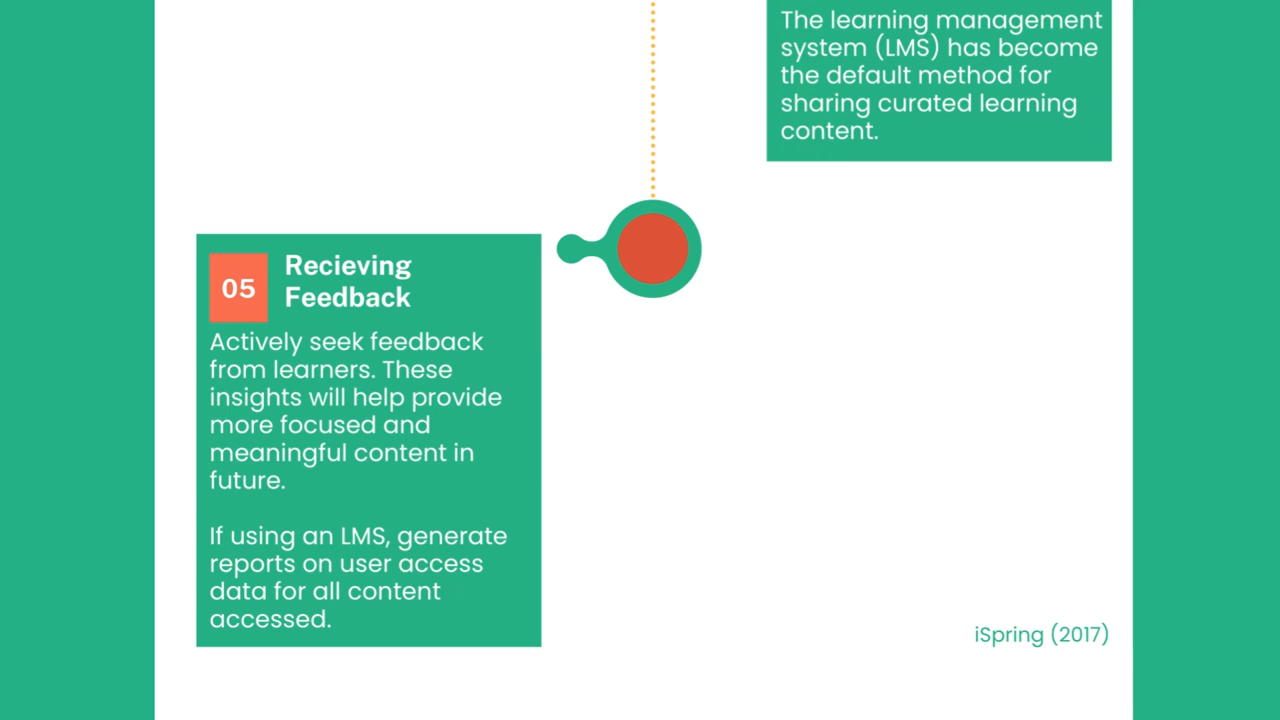 The learning management
system (LMS) has become
the default method for
sharing curated learning
content.
05
Recieving
Feedback
Actively seek feedback
from learners. These
insights will help provide
more focused and
meaningful content in
future.
If using an LMS, generate
reports on user access
data for all content
accessed.
iSpring (2017)